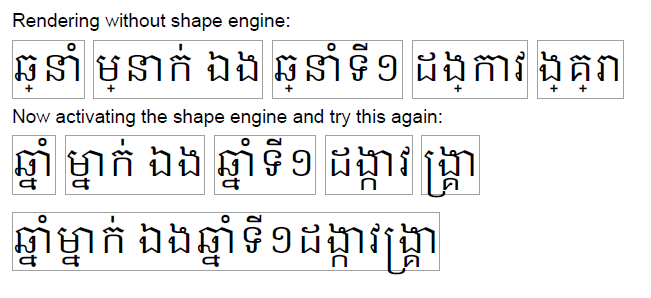 Rendering without shape engine:
ឆ្នាំ ម្នាក់ ឯង ឆ្នាំទី១ ដង្កាវ ង្គ្រា
Now activating the shape engine and try this again:
ឆ្នាំ ម្នាក់ ឯង ឆ្នាំទី១ ដង្កាវ ង្គ្រា
ឆ្នាំម្នាក់ ឯងឆ្នាំទី១ដង្កាវង្គ្រា